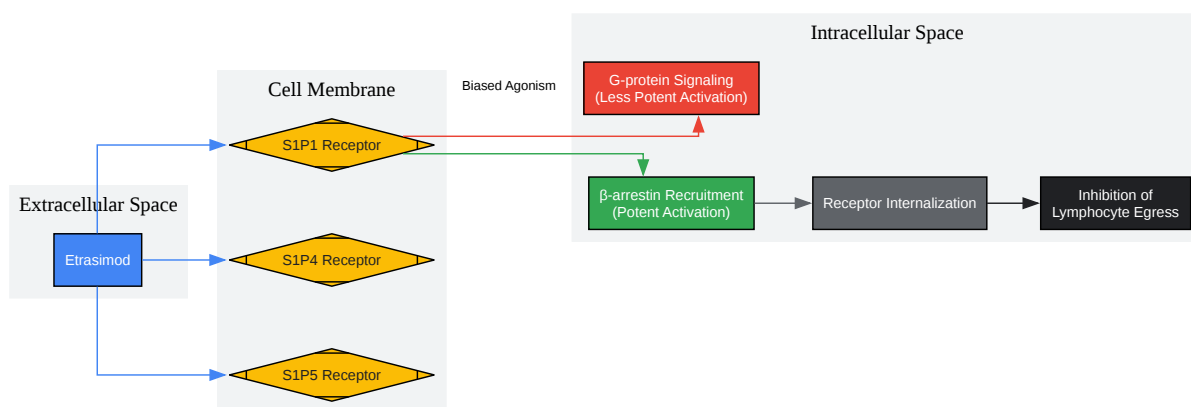 Extracellular Space
Etrasimod
Cell Membrane
S1P1 Receptor
S1P4 Receptor
S1P5 Receptor
Biased Agonism
Intracellular Space
G-protein Signaling
(Less Potent Activation)
β-arrestin Recruitment
(Potent Activation)
Receptor Internalization
Inhibition of
Lymphocyte Egress